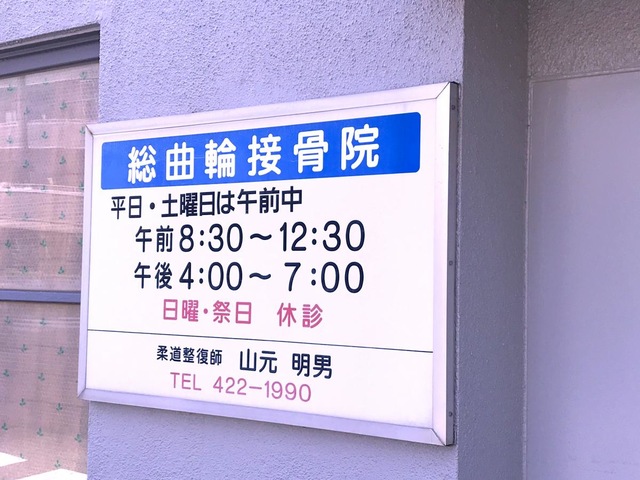 総曲輪接骨院
平日・土曜日は午前中
午前8:30〜12:30
午後4:00〜 7:00
日曜・祭日 休診
柔道整復師 山元 明男
TEL 422-1990